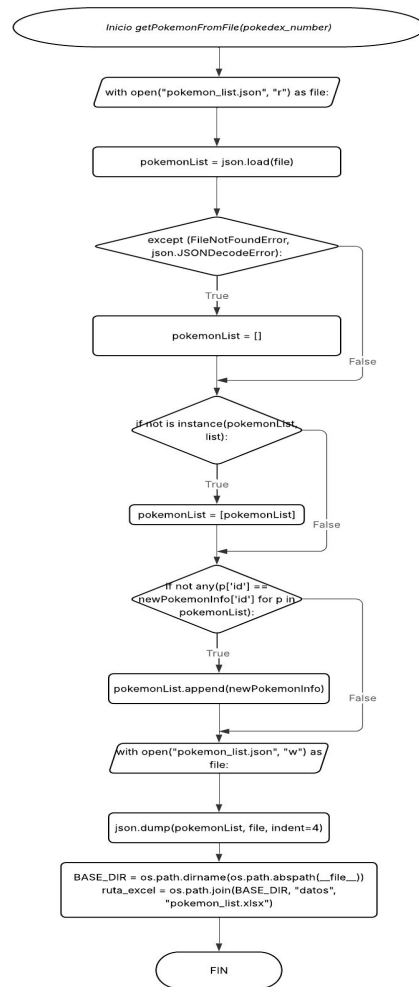 Inicio getPokemonFromFile(pokedex_number)
with open("pokemon_list.json", "r") as file:
pokemonList = json.load(file)
except (FileNotFoundError,
json.JSONDecodeError):
True
pokemonList = []
False
if not is instance(pokemonList,
list):
True
pokemonList = [pokemonList]
False
If not any(p['id'] ==
newPokemonInfo['id'] for p in
pokemonList):
True
pokemonList.append(newPokemonInfo)
False
with open("pokemon_list.json", "w") as
file:
json.dump(pokemonList, file, indent=4)
BASE_DIR = os.path.dirname(os.path.abspath(__file__))
ruta_excel = os.path.join(BASE_DIR, "datos",
"pokemon_list.xlsx")
FIN